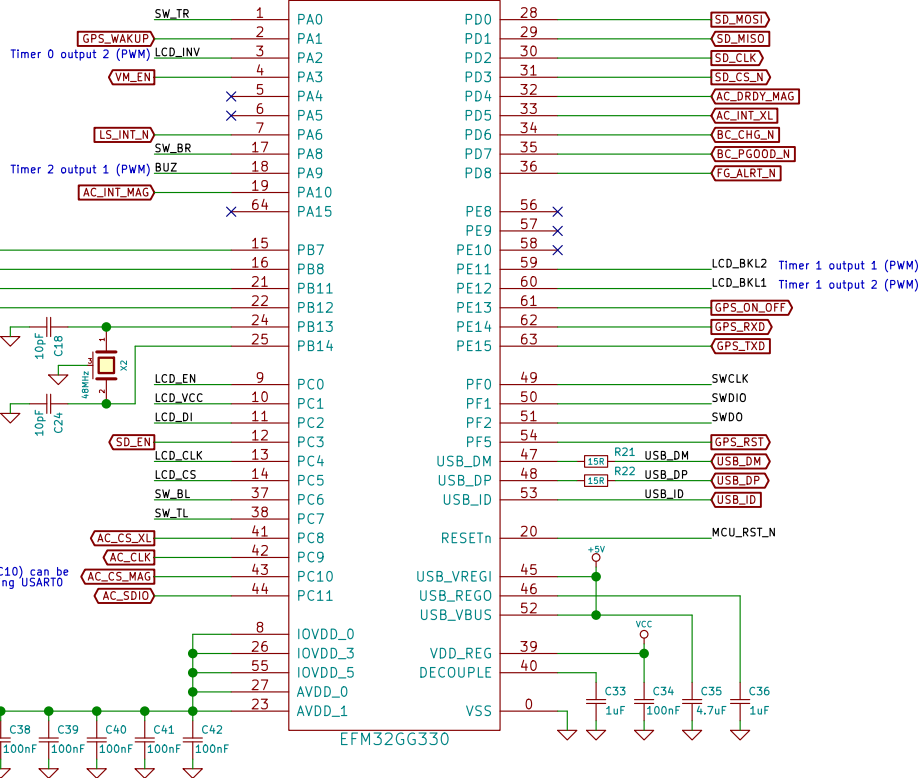 SW_TR 1 PA0 PD0 28 SD_MOSI
GPS_WAKUP 2 PA1 PD1 29 SD_MISO
Timer 0 output 2 (PWM) LCD_INV 3 PA2 PD2 30 SD_CLK
VM_EN 4 PA3 PD3 31 SD_CS_N
5 PA4 PD4 32 AC_DRDY_MAG
6 PA5 PD5 33 AC_INT_XL
LS_INT_N 7 PA6 PD6 34 BC_CHG_N
SW_BR 17 PA8 PD7 35 BC_PGOOD_N
Timer 2 output 1 (PWM) BUZ 18 PA9 PD8 36 FG_ALRT_N
AC_INT_MAG 19 PA10
64 PA15 PE8 56
PE9 57
15 PB7 PE10 58
16 PB8 PE11 59 LCD_BKL2 Timer 1 output 1 (PWM)
21 PB11 PE12 60 LCD_BKL1 Timer 1 output 2 (PWM)
22 PB12 PE13 61 GPS_ON_OFF
24 PB13 PE14 62 GPS_RXD
25 PB14 PE15 63 GPS_TXD
10pF C18
1 3 2 48MHz X2
10pF C24
LCD_EN 9 PC0 PF0 49 SWCLK
LCD_VCC 10 PC1 PF1 50 SWDIO
LCD_DI 11 PC2 PF2 51 SWDO
SD_EN 12 PC3 PF5 54 GPS_RST
LCD_CLK 13 PC4 USB_DM 47 15R R21 USB_DM USB_DM
LCD_CS 14 PC5 USB_DP 48 15R R22 USB_DP USB_DP
SW_BL 37 PC6 USB_ID 53 USB_ID USB_ID
SW_TL 38 PC7
AC_CS_XL 41 PC8 RESETn 20 MCU_RST_N
AC_CLK 42 PC9 +5V
C10) can be AC_CS_MAG 43 PC10 USB_VREGI 45
ng USART0 AC_SDIO 44 PC11 USB_REGO 46
USB_VBUS 52
8 IOVDD_0 VCC
26 IOVDD_3 VDD_REG 39
55 IOVDD_5 DECOUPLE 40
27 AVDD_0
23 AVDD_1 VSS 0
C33 C34 C35 C36
1uF 100nF 4.7uF 1uF
C38 C39 C40 C41 C42
100nF 100nF 100nF 100nF 100nF
EFM32GG330